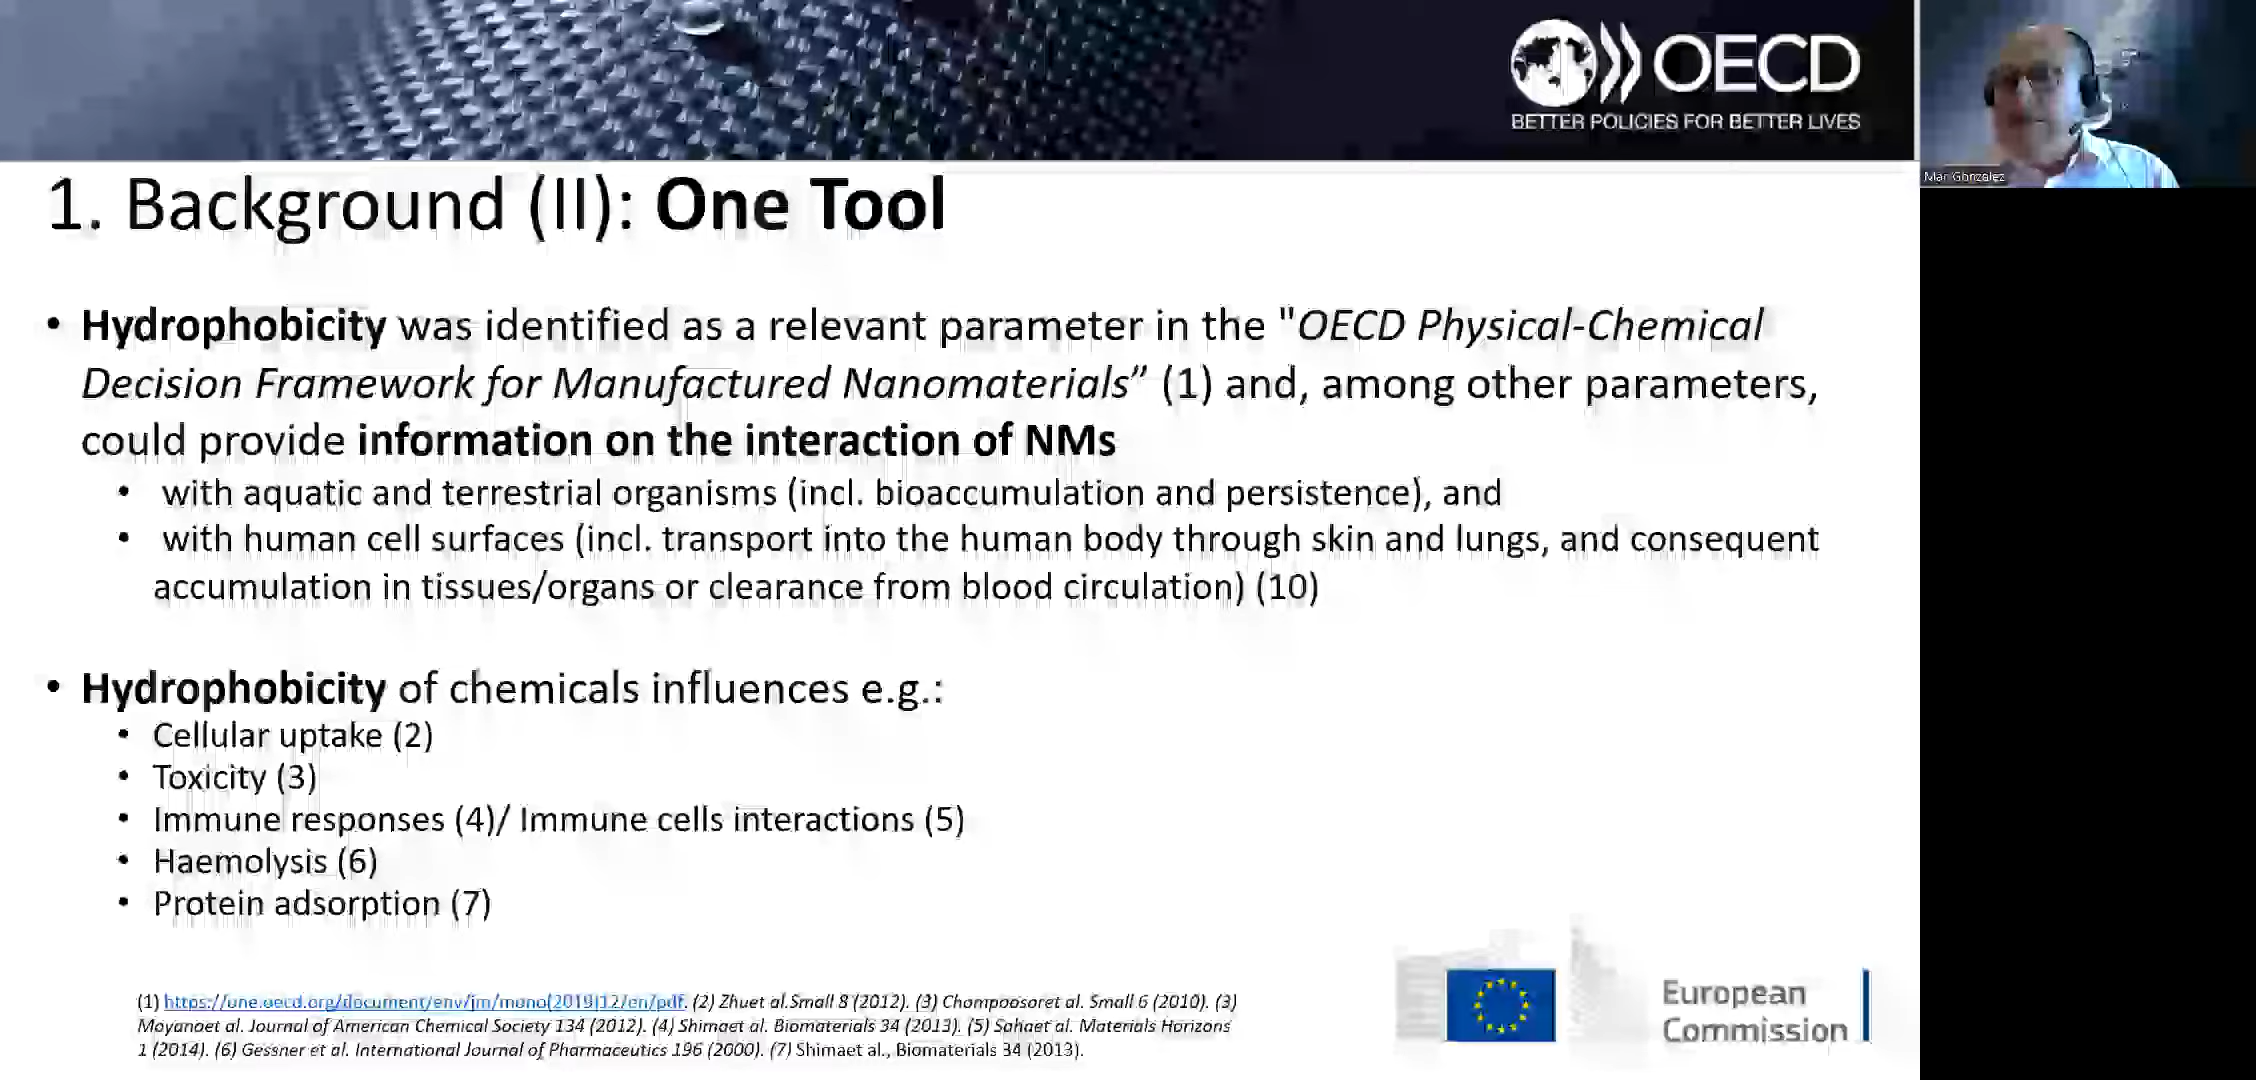 OECD
BETTER POLICIES FOR BETTER LIVES
Mar Gonzalez
1. Background (II): One Tool
• Hydrophobicity was identified as a relevant parameter in the "OECD Physical-Chemical
Decision Framework for Manufactured Nanomaterials” (1) and, among other parameters,
could provide information on the interaction of NMs
• with aquatic and terrestrial organisms (incl. bioaccumulation and persistence), and
• with human cell surfaces (incl. transport into the human body through skin and lungs, and consequent
accumulation in tissues/organs or clearance from blood circulation) (10)
• Hydrophobicity of chemicals influences e.g.:
• Cellular uptake (2)
• Toxicity (3)
• Immune responses (4)/ Immune cells interactions (5)
• Haemolysis (6)
• Protein adsorption (7)
(1) https://one.oecd.org/document/env/jm/mono(2019)12/en/pdf. (2) Zhuet al.Small 8 (2012). (3) Chompoosoret al. Small 6 (2010). (3)
Moyanoet al. Journal of American Chemical Society 134 (2012). (4) Shimaet al. Biomaterials 34 (2013). (5) Sahaet al. Materials Horizons
1 (2014). (6) Gessner et al. International Journal of Pharmaceutics 196 (2000). (7) Shimaet al., Biomaterials 34 (2013).
European
Commission